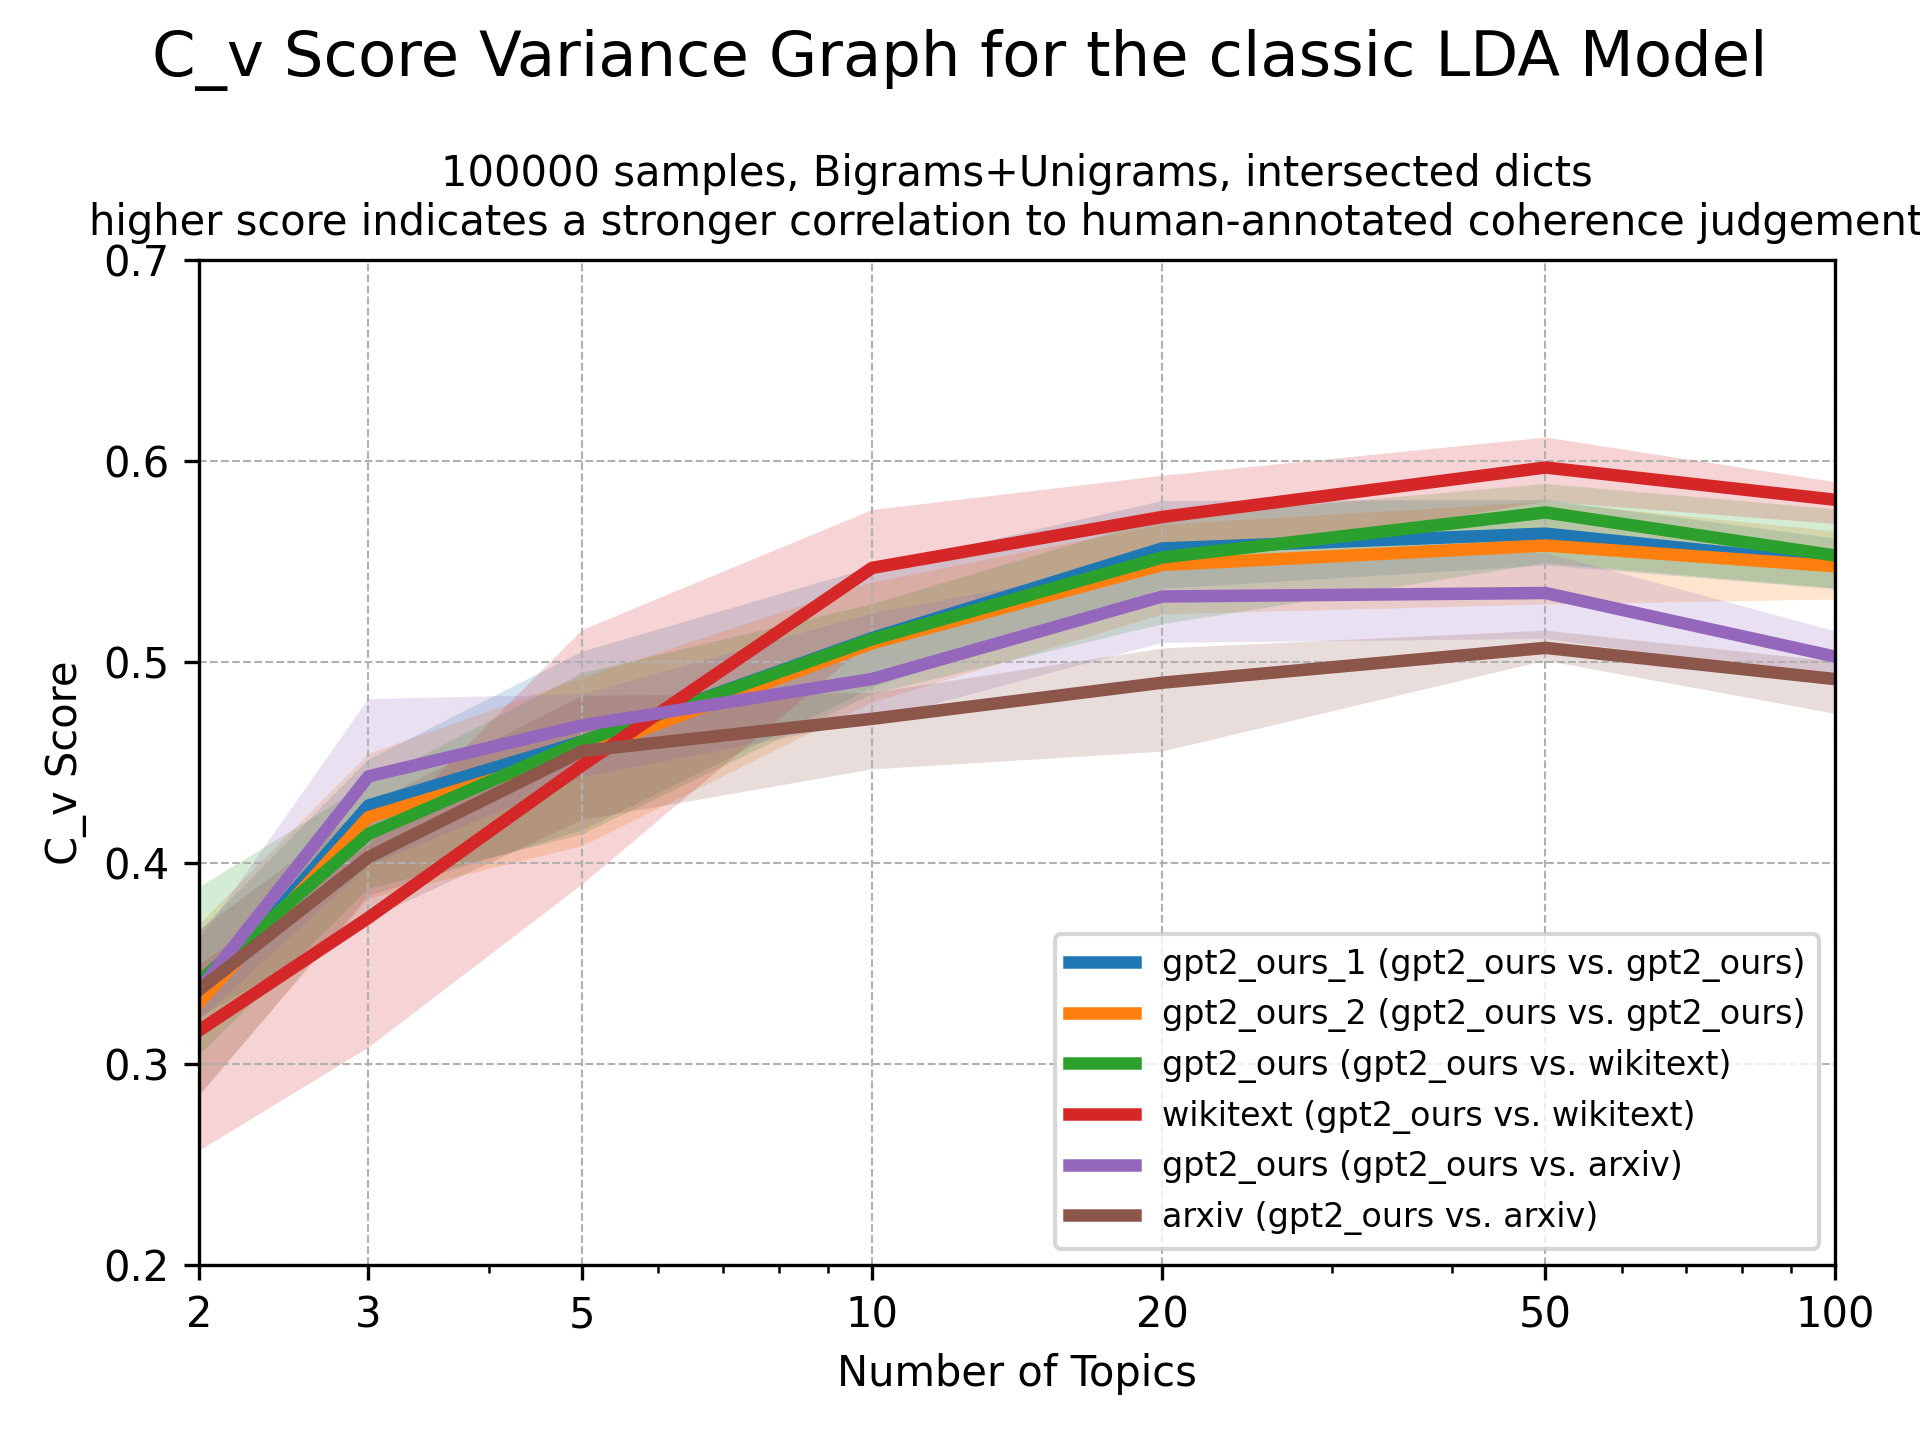 C_v Score Variance Graph for the classic LDA Model
100000 samples, Bigrams+Unigrams, intersected dicts
higher score indicates a stronger correlation to human-annotated coherence judgement
0.7
0.6
0.5
0.4
0.3
0.2
C_v Score
gpt2_ours_1 (gpt2_ours vs. gpt2_ours)
gpt2_ours_2 (gpt2_ours vs. gpt2_ours)
gpt2_ours (gpt2_ours vs. wikitext)
wikitext (gpt2_ours vs. wikitext)
gpt2_ours (gpt2_ours vs. arxiv)
arxiv (gpt2_ours vs. arxiv)
2 3 5 10 20 50 100
Number of Topics